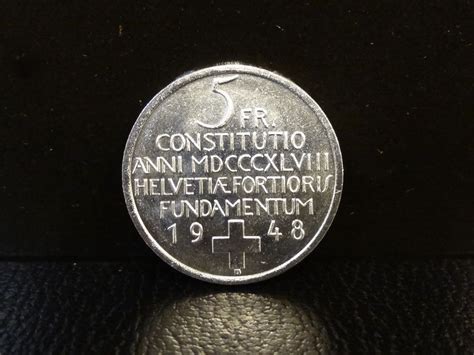 5 FR.
CONSTITUTIO
ANNI MDCCCXLVIII
HELVETIÆ FORTIORIS
FUNDAMENTUM
1948
B